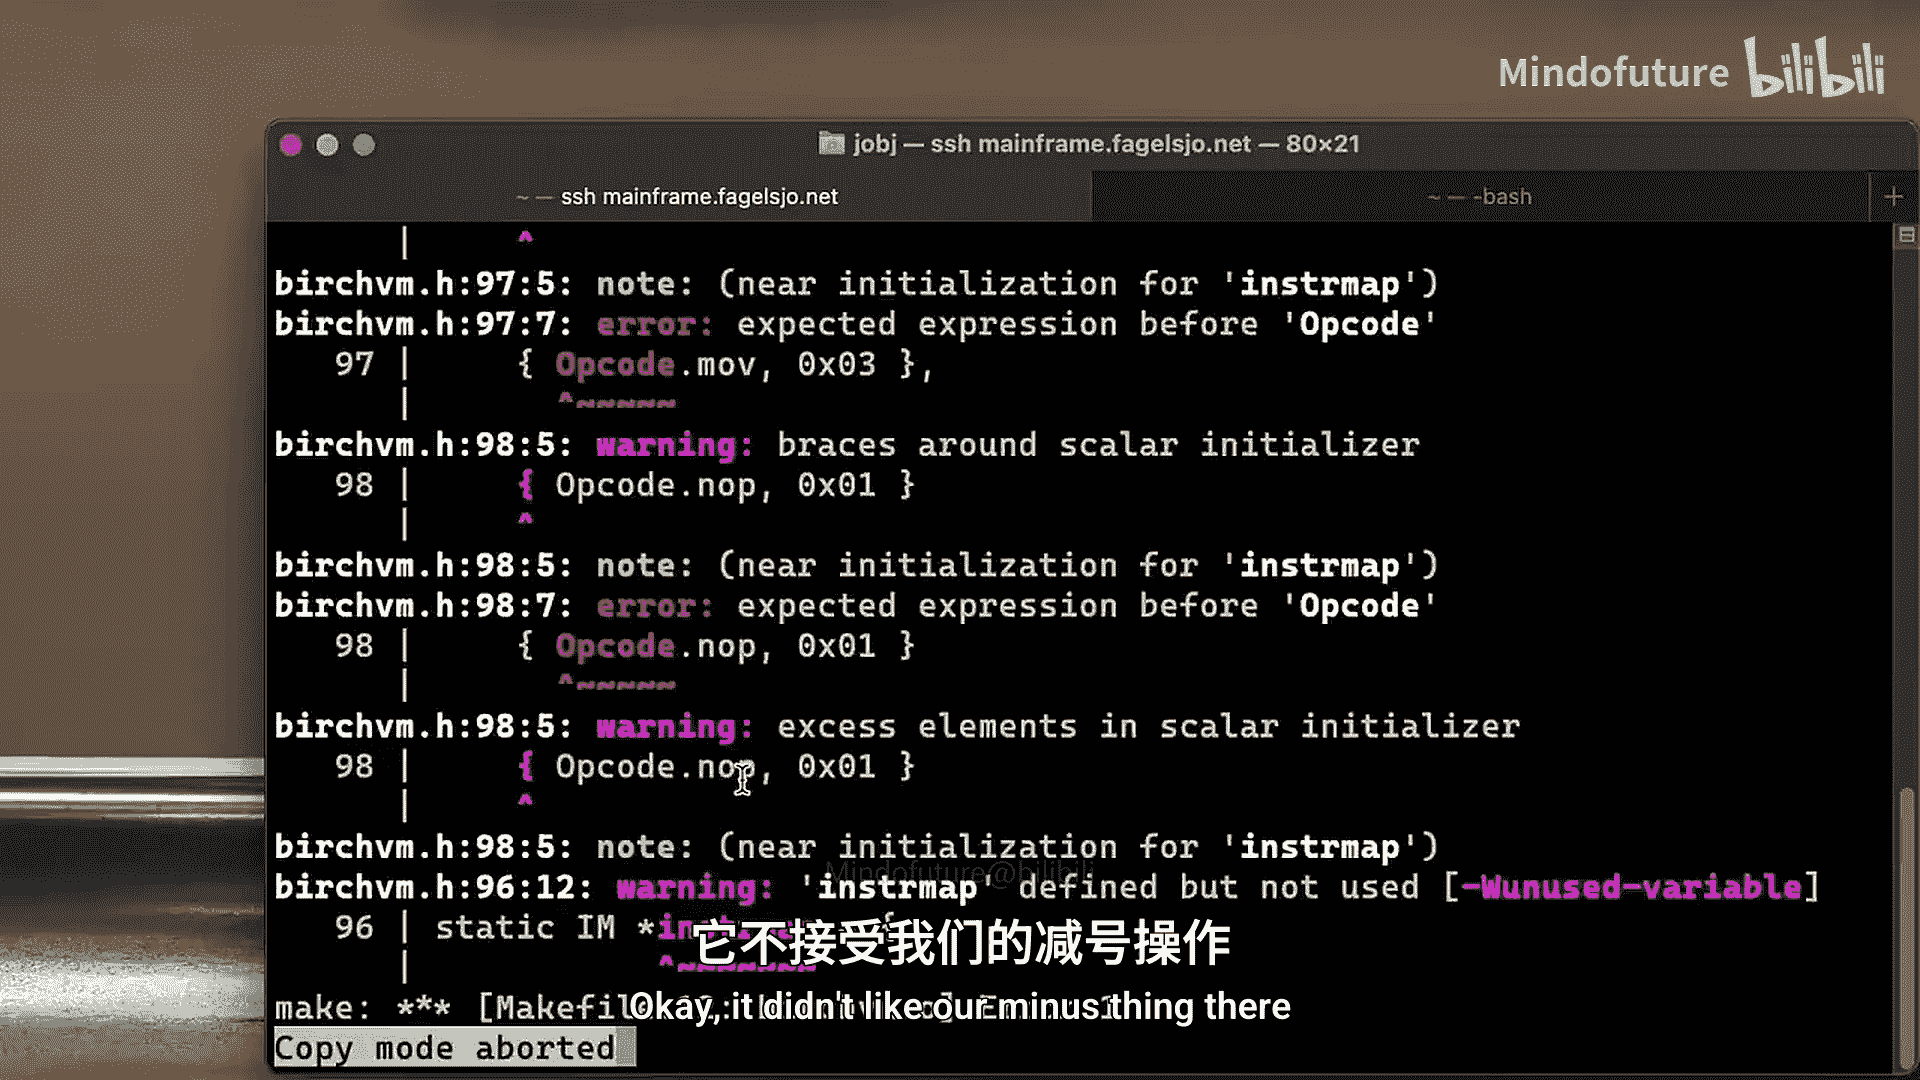 Mindofuture bilibili
jobj — ssh mainframe.fagelsjo.net — 80×21
~ — ssh mainframe.fagelsjo.net
~ — -bash
+
| ^
birchvm.h:97:5: note: (near initialization for 'instrmap')
birchvm.h:97:7: error: expected expression before 'Opcode'
97 | { Opcode.mov, 0x03 },
| ^~~~~~
birchvm.h:98:5: warning: braces around scalar initializer
98 | { Opcode.nop, 0x01 }
| ^
birchvm.h:98:5: note: (near initialization for 'instrmap')
birchvm.h:98:7: error: expected expression before 'Opcode'
98 | { Opcode.nop, 0x01 }
| ^~~~~~
birchvm.h:98:5: warning: excess elements in scalar initializer
98 | { Opcode.nop, 0x01 }
| ^
birchvm.h:98:5: note: (near initialization for 'instrmap')
Mindofuture@bilibili
birchvm.h:96:12: warning: 'instrmap' defined but not used [-Wunused-variable]
96 | static IM *
它不接受我们的减号操作
| ^~~~~~~~
make: *** 
Okay, it didn't like our minus thing there
Copy mode aborted